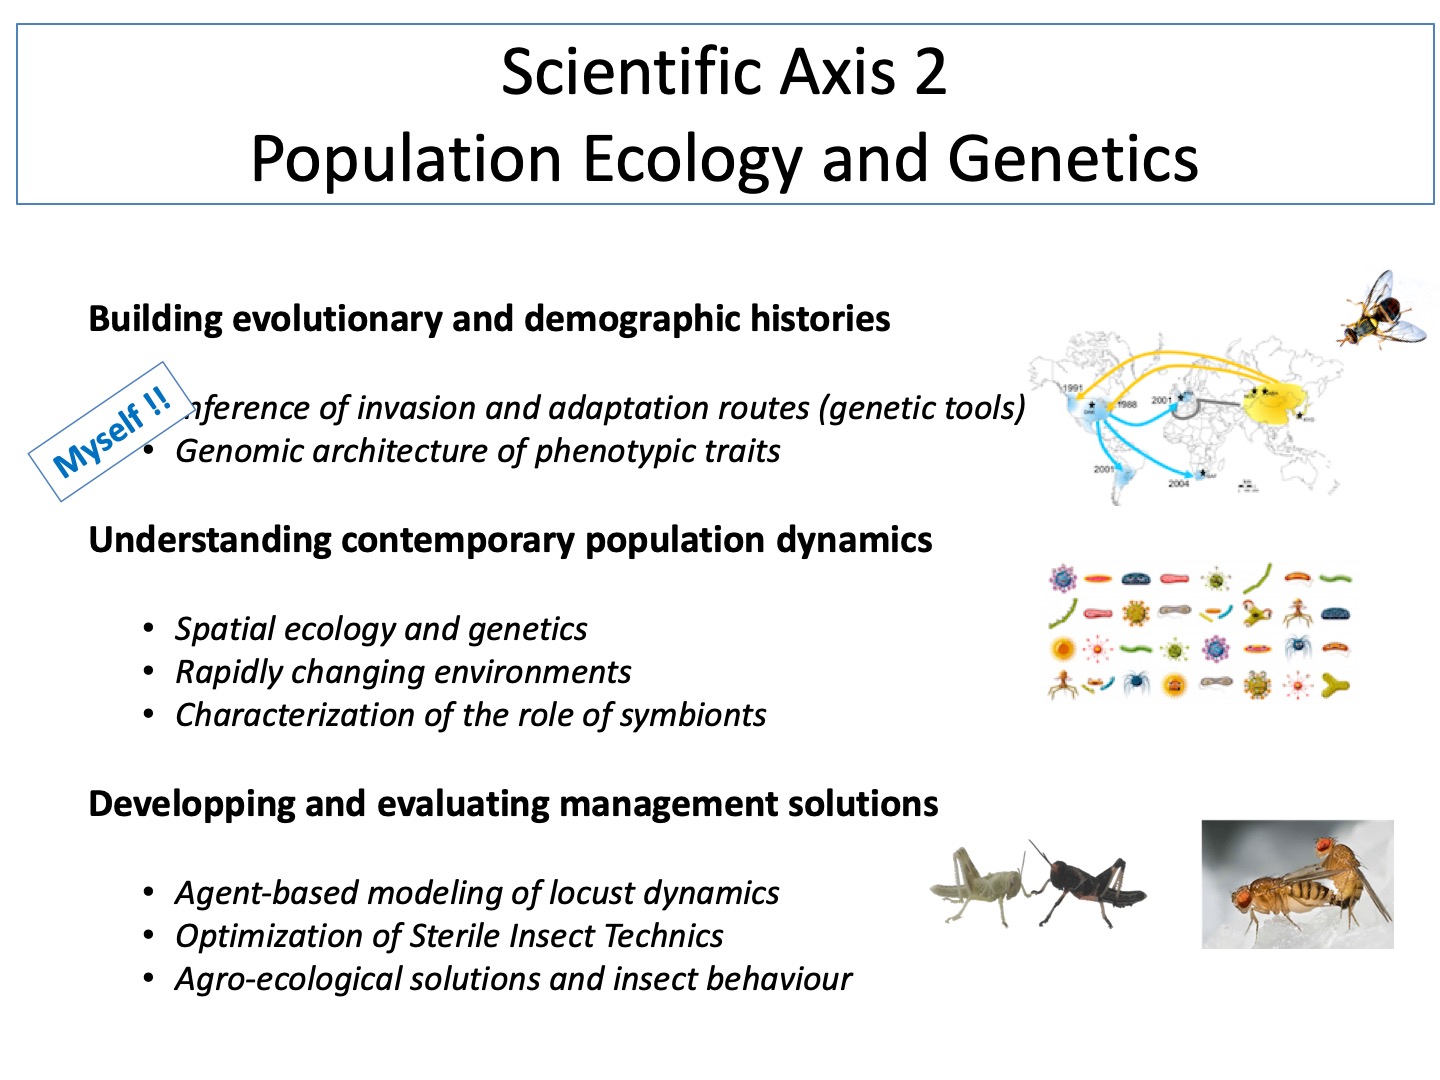 Scientific Axis 2
Population Ecology and Genetics
Building evolutionary and demographic histories
Myself !!
nference of invasion and adaptation routes (genetic tools)
• Genomic architecture of phenotypic traits
1991
1988
2001
2001
2004
Understanding contemporary population dynamics
• Spatial ecology and genetics
• Rapidly changing environments
• Characterization of the role of symbionts
Developping and evaluating management solutions
• Agent-based modeling of locust dynamics
• Optimization of Sterile Insect Technics
• Agro-ecological solutions and insect behaviour